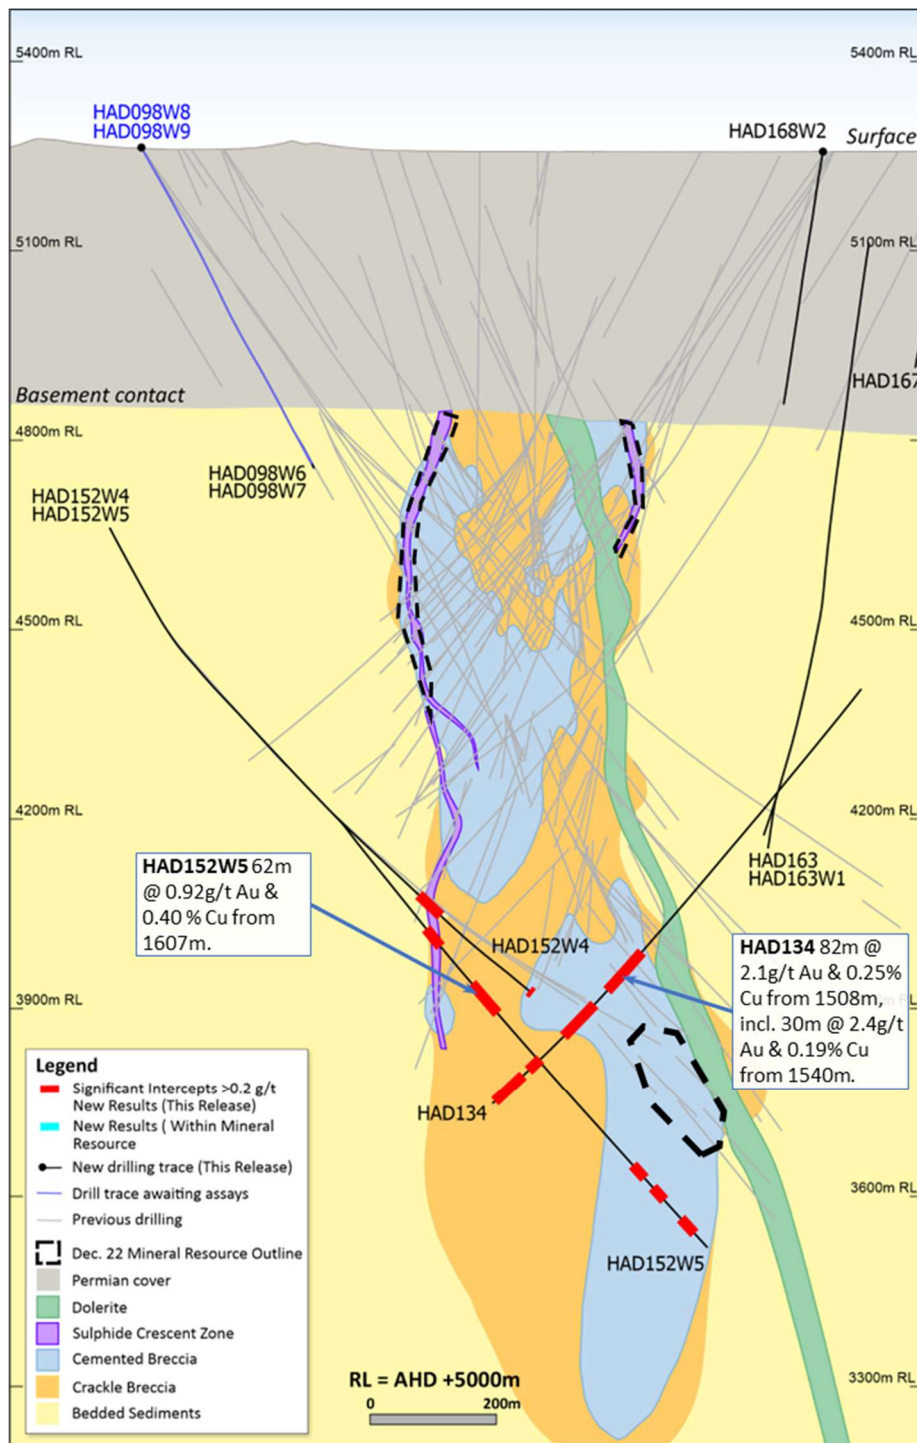 5400m RL
5400m RL
HAD098W8
HAD098W9
HAD168W2
Surface
5100m RL
5100m RL
HAD167
Basement contact
4800m RL
HAD098W6
HAD098W7
HAD152W4
HAD152W5
4800m RL
4500m RL
4500m RL
4200m RL
4200m RL
HAD152W5 62m
@ 0.92g/t Au &
0.40 % Cu from
1607m.
HAD163
HAD163W1
HAD152W4
HAD134 82m @
2.1g/t Au & 0.25%
Cu from 1508m,
incl. 30m @ 2.4g/t
Au & 0.19% Cu
from 1540m.
3900m RL
HAD134
3600m RL
HAD152W5
3300m RL
RL = AHD +5000m
0
200m
Legend
Significant Intercepts >0.2 g/t
New Results (This Release)
New Results ( Within Mineral
Resource
New drilling trace (This Release)
Drill trace awaiting assays
Previous drilling
Dec. 22 Mineral Resource Outline
Permian cover
Dolerite
Sulphide Crescent Zone
Cemented Breccia
Crackle Breccia
Bedded Sediments